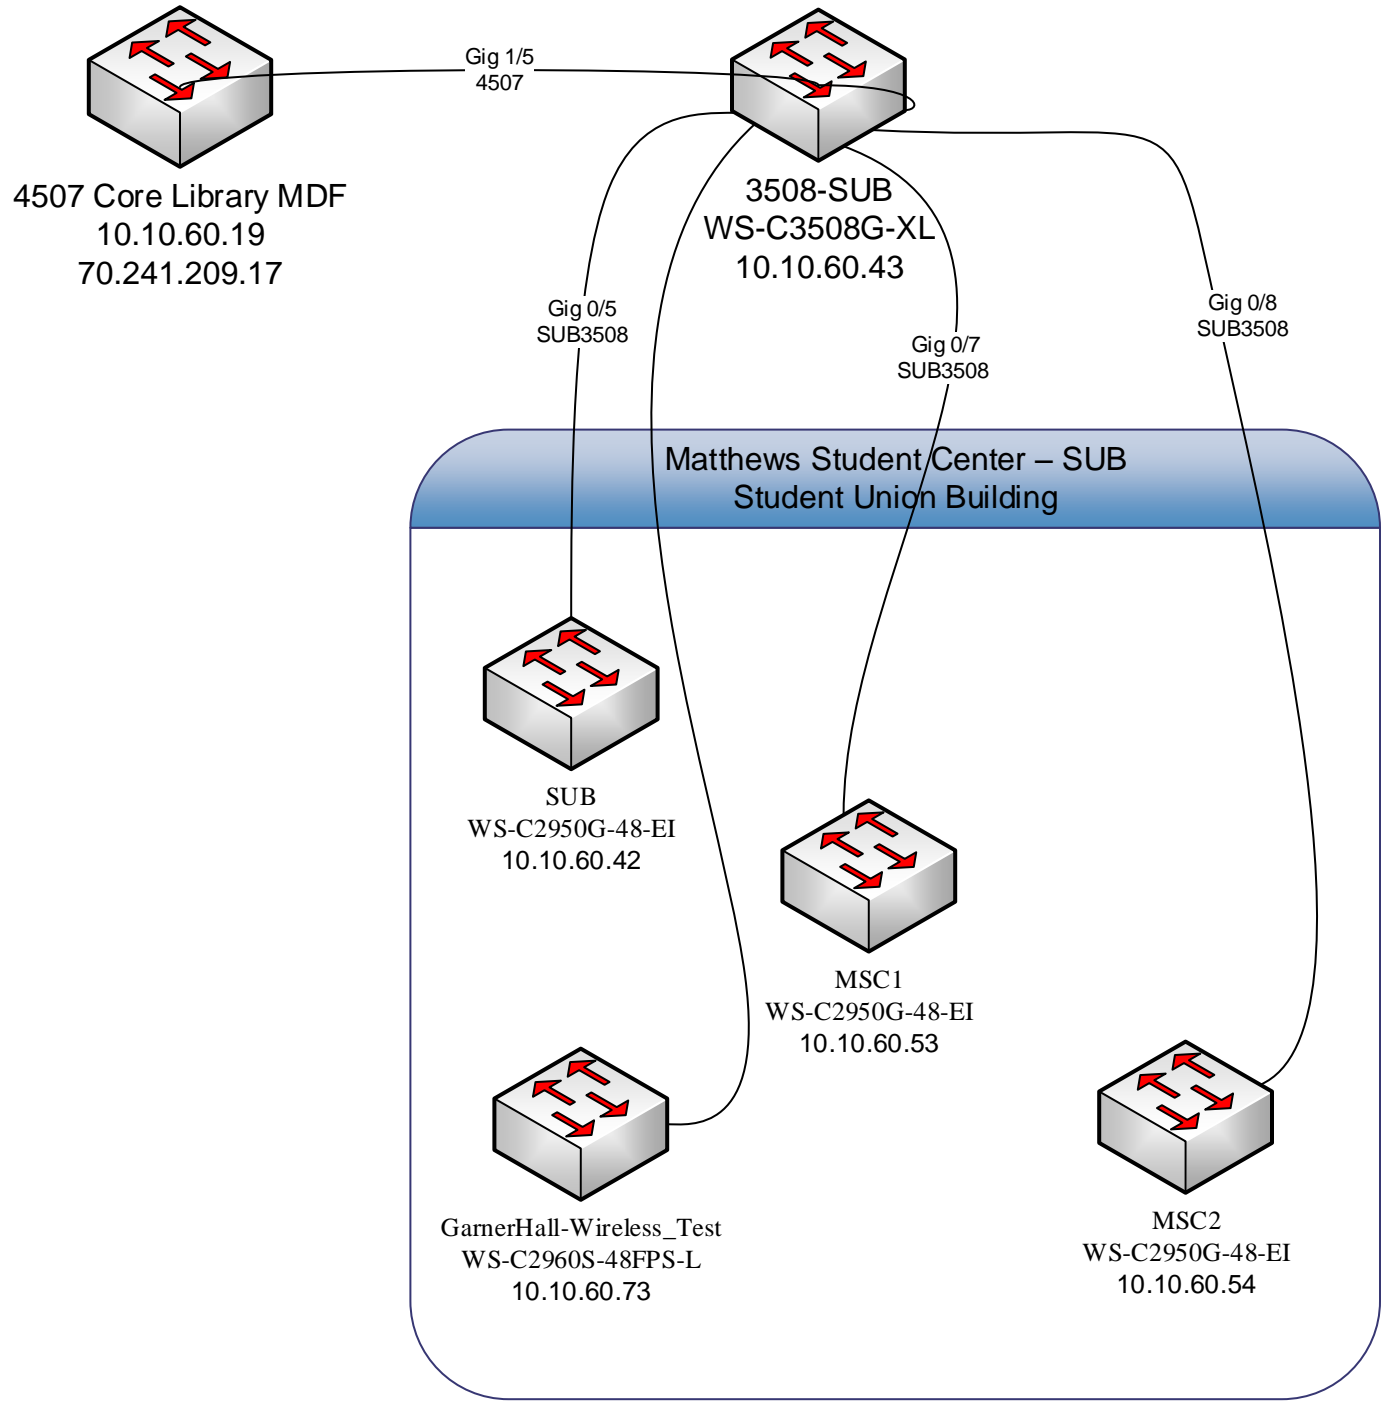 Gig 1/5
4507
4507 Core Library MDF
10.10.60.19
70.241.209.17
3508-SUB
WS-C3508G-XL
10.10.60.43
Gig 0/5
SUB3508
Gig 0/7
SUB3508
Gig 0/8
SUB3508
Matthews Student Center – SUB
Student Union Building
SUB
WS-C2950G-48-EI
10.10.60.42
MSC1
WS-C2950G-48-EI
10.10.60.53
GarnerHall-Wireless_Test
WS-C2960S-48FPS-L
10.10.60.73
MSC2
WS-C2950G-48-EI
10.10.60.54